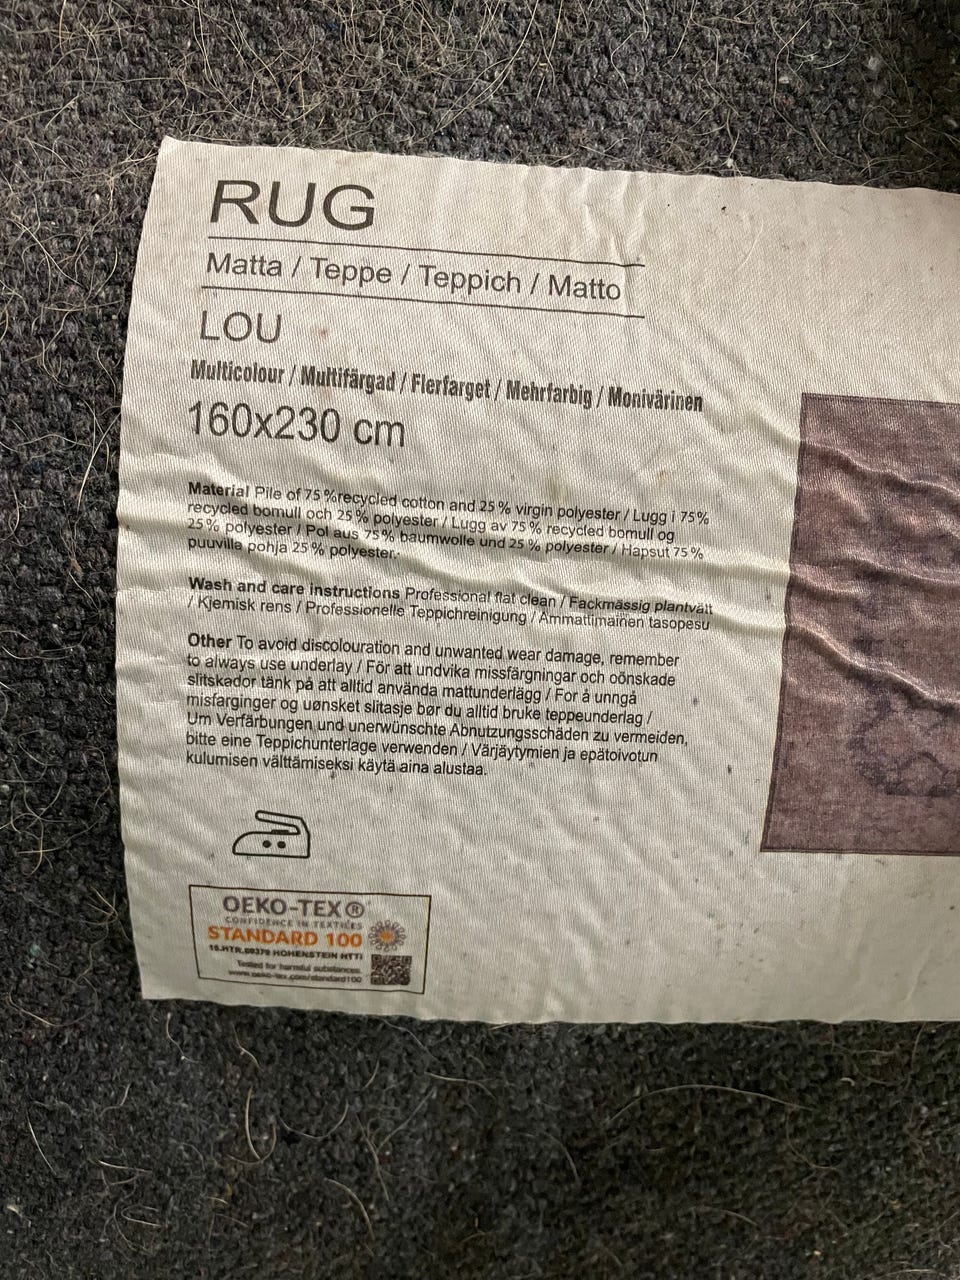 RUG
Matta / Teppe / Teppich / Matto
LOU
Multicolour / Multifärgad / Flerfarget / Mehrfarbig / Monivärinen
160x230 cm
Material Pile of 75 %recycled cotton and 25 % virgin polyester / Lugg i 75%
recycled bomull och 25 % polyester / Lugg av 75 % recycled bomull og
25 % polyester / Pol aus 75 % baumwolle und 25 % polyester / Hapsut 75 %
puuvilla pohja 25 % polyester.
Wash and care instructions Professional flat clean / Fackmässig plantvätt
/ Kjemisk rens / Professionelle Teppichreinigung / Ammattimainen tasopesu
Other To avoid discolouration and unwanted wear damage, remember
to always use underlay / För att undvika missfärgningar och oönskade
slitskador tänk på att alltid använda mattunderlägg / For å unngå
misfarginger og uønsket slitasje bør du alltid bruke teppeunderlag /
Um Verfärbungen und unerwünschte Abnutzungsschäden zu vermeiden,
bitte eine Teppichunterlage verwenden / Värjäytymien ja epätoivotun
kulumisen välttämiseksi käytä aina alustaa.
OEKO-TEX®
CONFIDENCE IN TEXTILES
STANDARD 100
HOHENSTEIN HTTI
Tested for harmful substances
www.oeko-tex.com/standard100